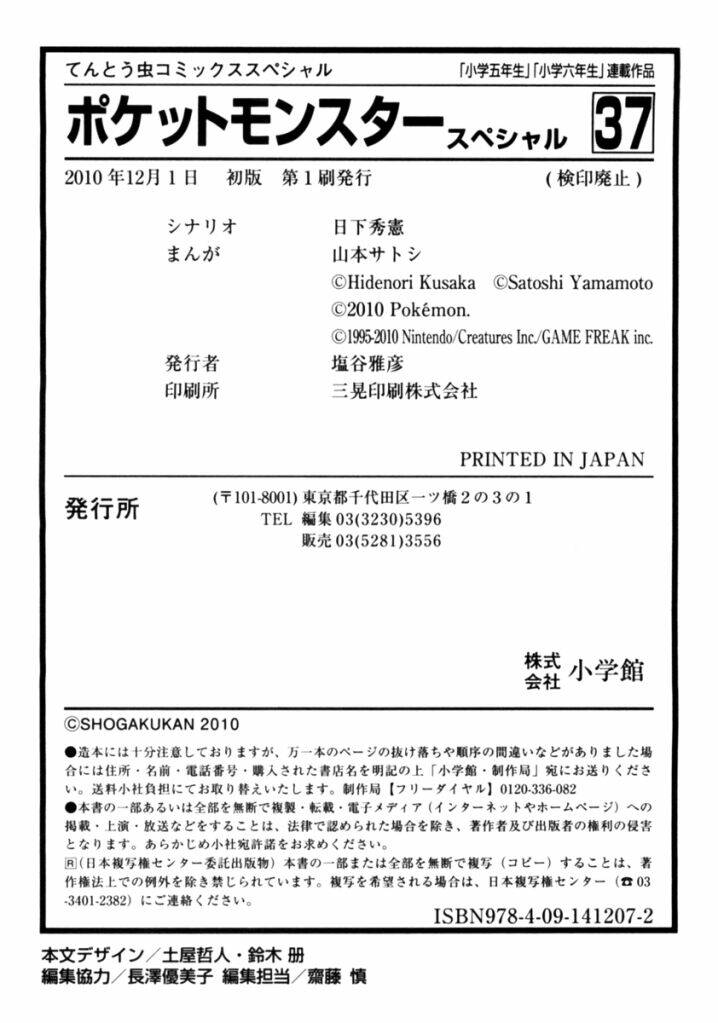 てんとう虫コミックススペシャル 「小学五年生」「小学六年生」連載作品
ポケットモンスター スペシャル 37
2010年12月1日 初版 第1刷発行 (検印廃止)
シナリオ 日下秀憲
まんが 山本サトシ
©Hidenori Kusaka ©Satoshi Yamamoto
©2010 Pokémon.
©1995-2010 Nintendo/Creatures Inc./GAME FREAK inc.
発行者 塩谷雅彦
印刷所 三晃印刷株式会社
PRINTED IN JAPAN
発行所 (〒101-8001) 東京都千代田区一ツ橋2の3の1
TEL 編集 03(3230)5396
販売 03(5281)3556
株式会社 小学館
©SHOGAKUKAN 2010
●造本には十分注意しておりますが、万一本のページの抜け落ちや順序の間違いなどがありました場
合には住所・名前・電話番号・購入された書店名を明記の上「小学館・制作局」宛にお送りくださ
い。送料小社負担にてお取り替えいたします。制作局【フリーダイヤル】0120-336-082
●本書の一部あるいは全部を無断で複製・転載・電子メディア(インターネットやホームページ)への
掲載・上演・放送などをすることは、法律で認められた場合を除き、著作者及び出版者の権利の侵害
となります。あらかじめ小社宛許諾をお求めください。
🅁(日本複写権センター委託出版物)本書の一部または全部を無断で複写(コピー)することは、著
作権法上での例外を除き禁じられています。複写を希望される場合は、日本複写権センター(☎03
-3401-2382)にご連絡ください。
ISBN978-4-09-141207-2
本文デザイン/土屋哲人・鈴木 册
編集協力/長澤優美子 編集担当/齋藤 慎